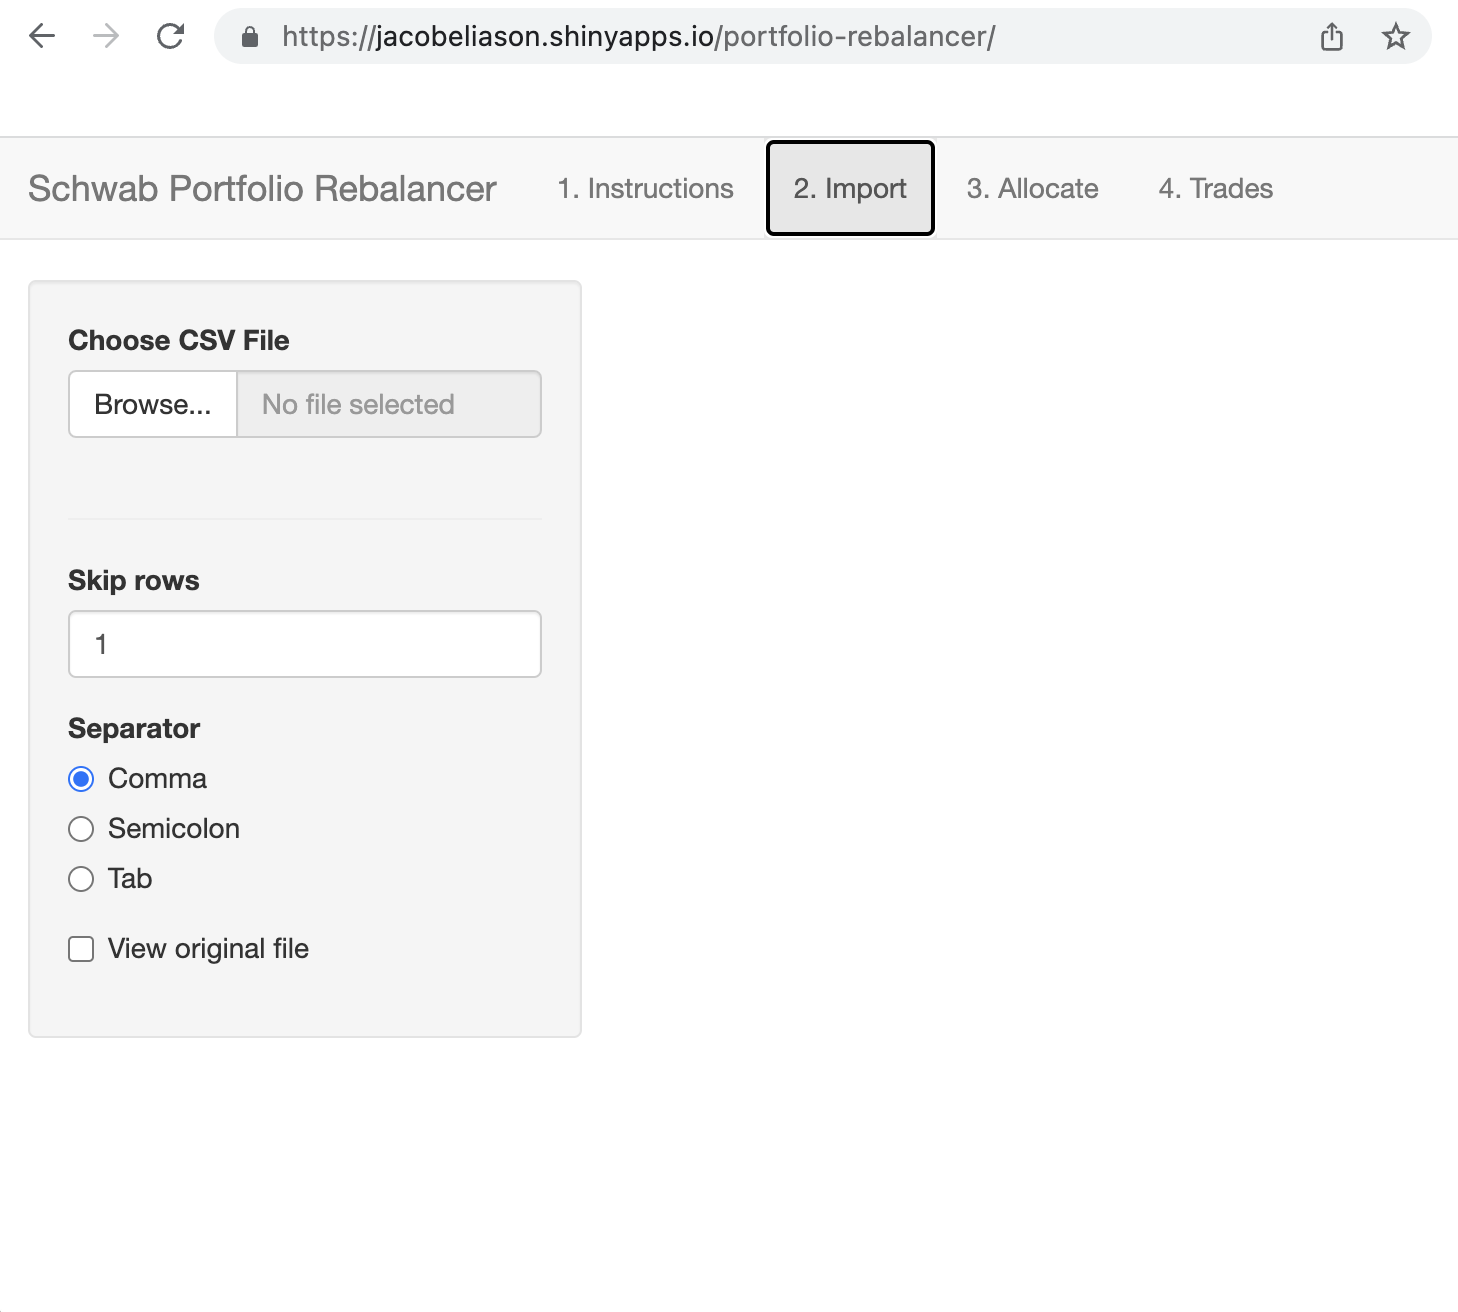 https://jacobeliason.shinyapps.io/portfolio-rebalancer/
Schwab Portfolio Rebalancer 1. Instructions 2. Import 3. Allocate 4. Trades
Choose CSV File
Browse... No file selected
Skip rows
1
Separator
Comma
Semicolon
Tab
View original file